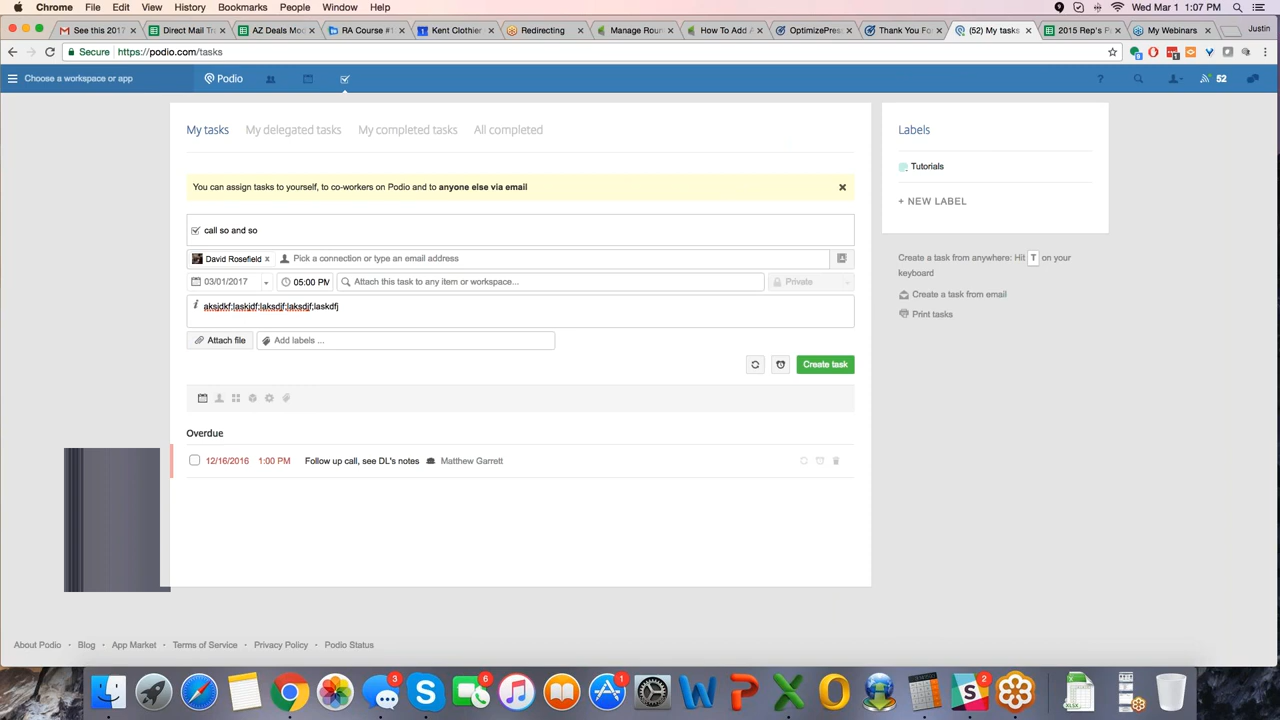 Chrome File Edit View History Bookmarks People Window Help Wed Mar 1 1:07 PM
See this 2017 Direct Mail Tr AZ Deals Mod RA Course #1 Kent Clothier Redirecting Manage Roun How To Add A OptimizePress Thank You Fo (52) My tasks 2015 Rep's P My Webinars Justin
Secure https://podio.com/tasks
Choose a workspace or app Podio ? 52
My tasks My delegated tasks My completed tasks All completed
Labels
Tutorials
+ NEW LABEL
You can assign tasks to yourself, to co-workers on Podio and to anyone else via email
call so and so
David Rosefield x Pick a connection or type an email address
03/01/2017 05:00 PM Attach this task to any item or workspace... Private
aksjdkf;laskjdf;laksdjf;laksdjf;laskdfj
Attach file Add labels ...
Create task
Create a task from anywhere: Hit T on your
keyboard
Create a task from email
Print tasks
Overdue
12/16/2016 1:00 PM Follow up call, see DL's notes Matthew Garrett
About Podio · Blog · App Market · Terms of Service · Privacy Policy · Podio Status
3 6 1 2